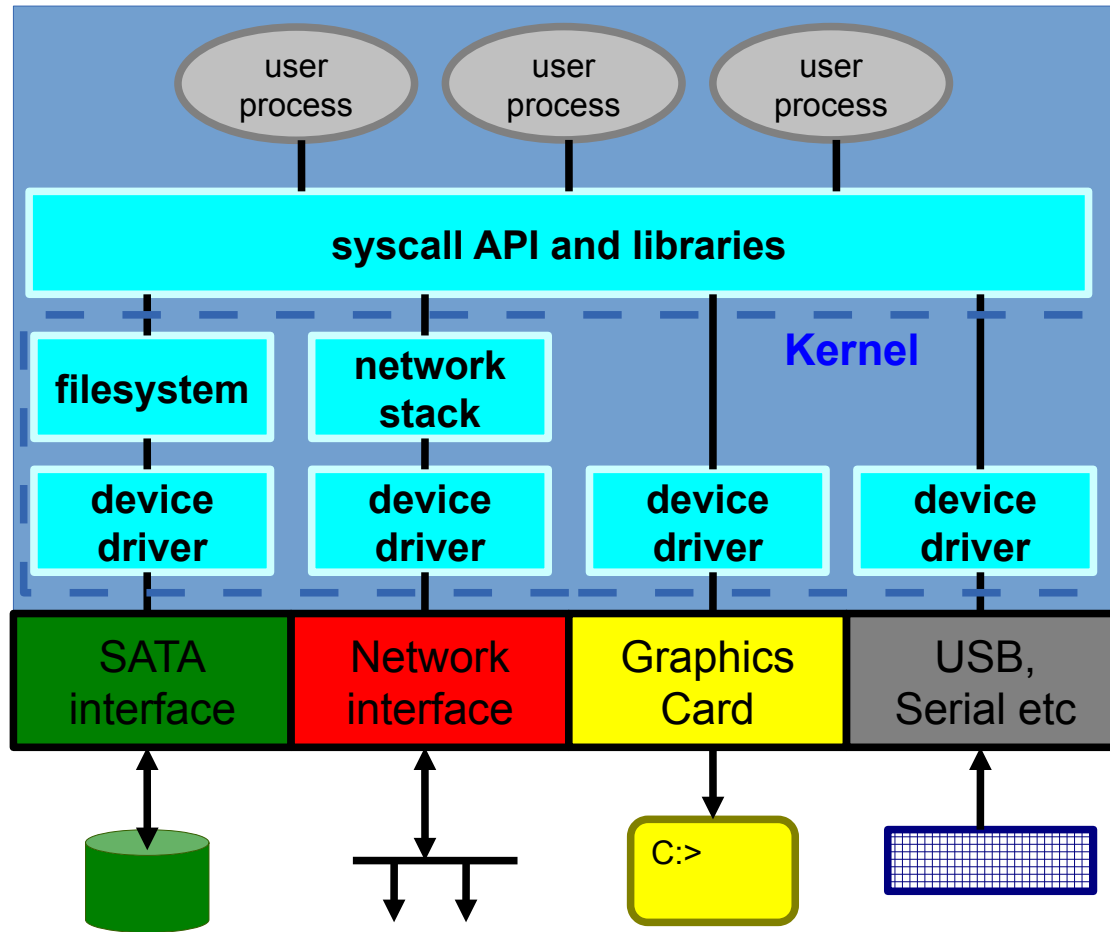 user
process
user
process
user
process
syscall API and libraries
Kernel
filesystem
network
stack
device
driver
device
driver
device
driver
device
driver
SATA
interface
Network
interface
Graphics
Card
USB,
Serial etc
C:>